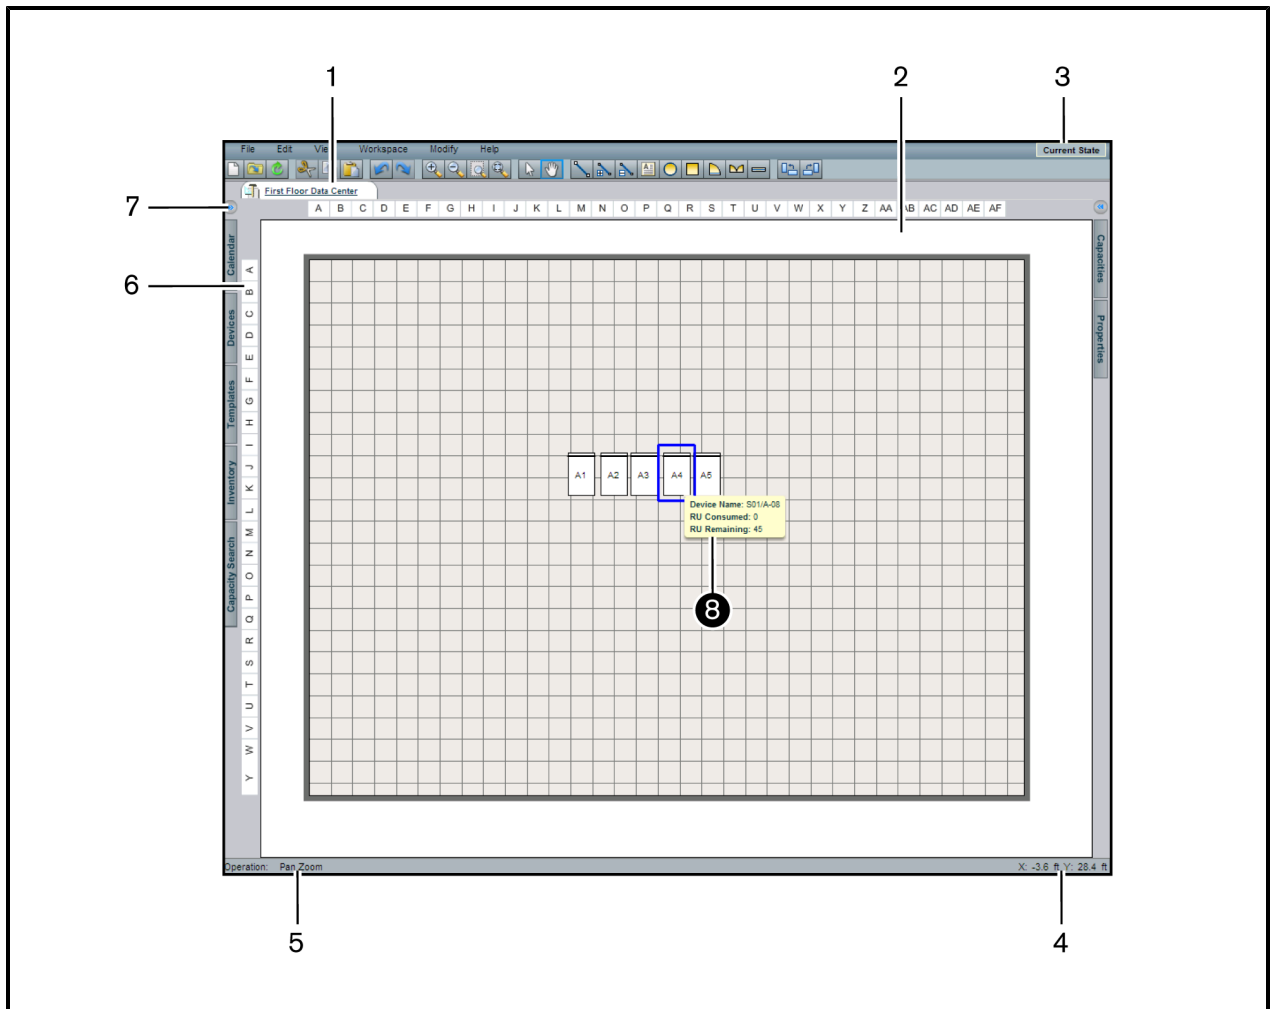 1 2 3
File Edit Vie Workspace Modify Help Current State
First Floor Data Center
7
A B C D E F G H I J K L M N O P Q R S T U V W X Y Z AA AB AC AD AE AF
Calendar
Devices
Templates
Inventory
Capacity Search
6
A
B
C
D
E
F
G
H
I
J
K
L
M
N
O
P
Q
R
S
T
U
V
W
Y
Capacities
Properties
A1 A2 A3 A4 A5
Device Name: S01/A-08
RU Consumed: 0
RU Remaining: 45
8
Operation: Pan Zoom X: -3.6 ft Y: 28.4 ft
5 4